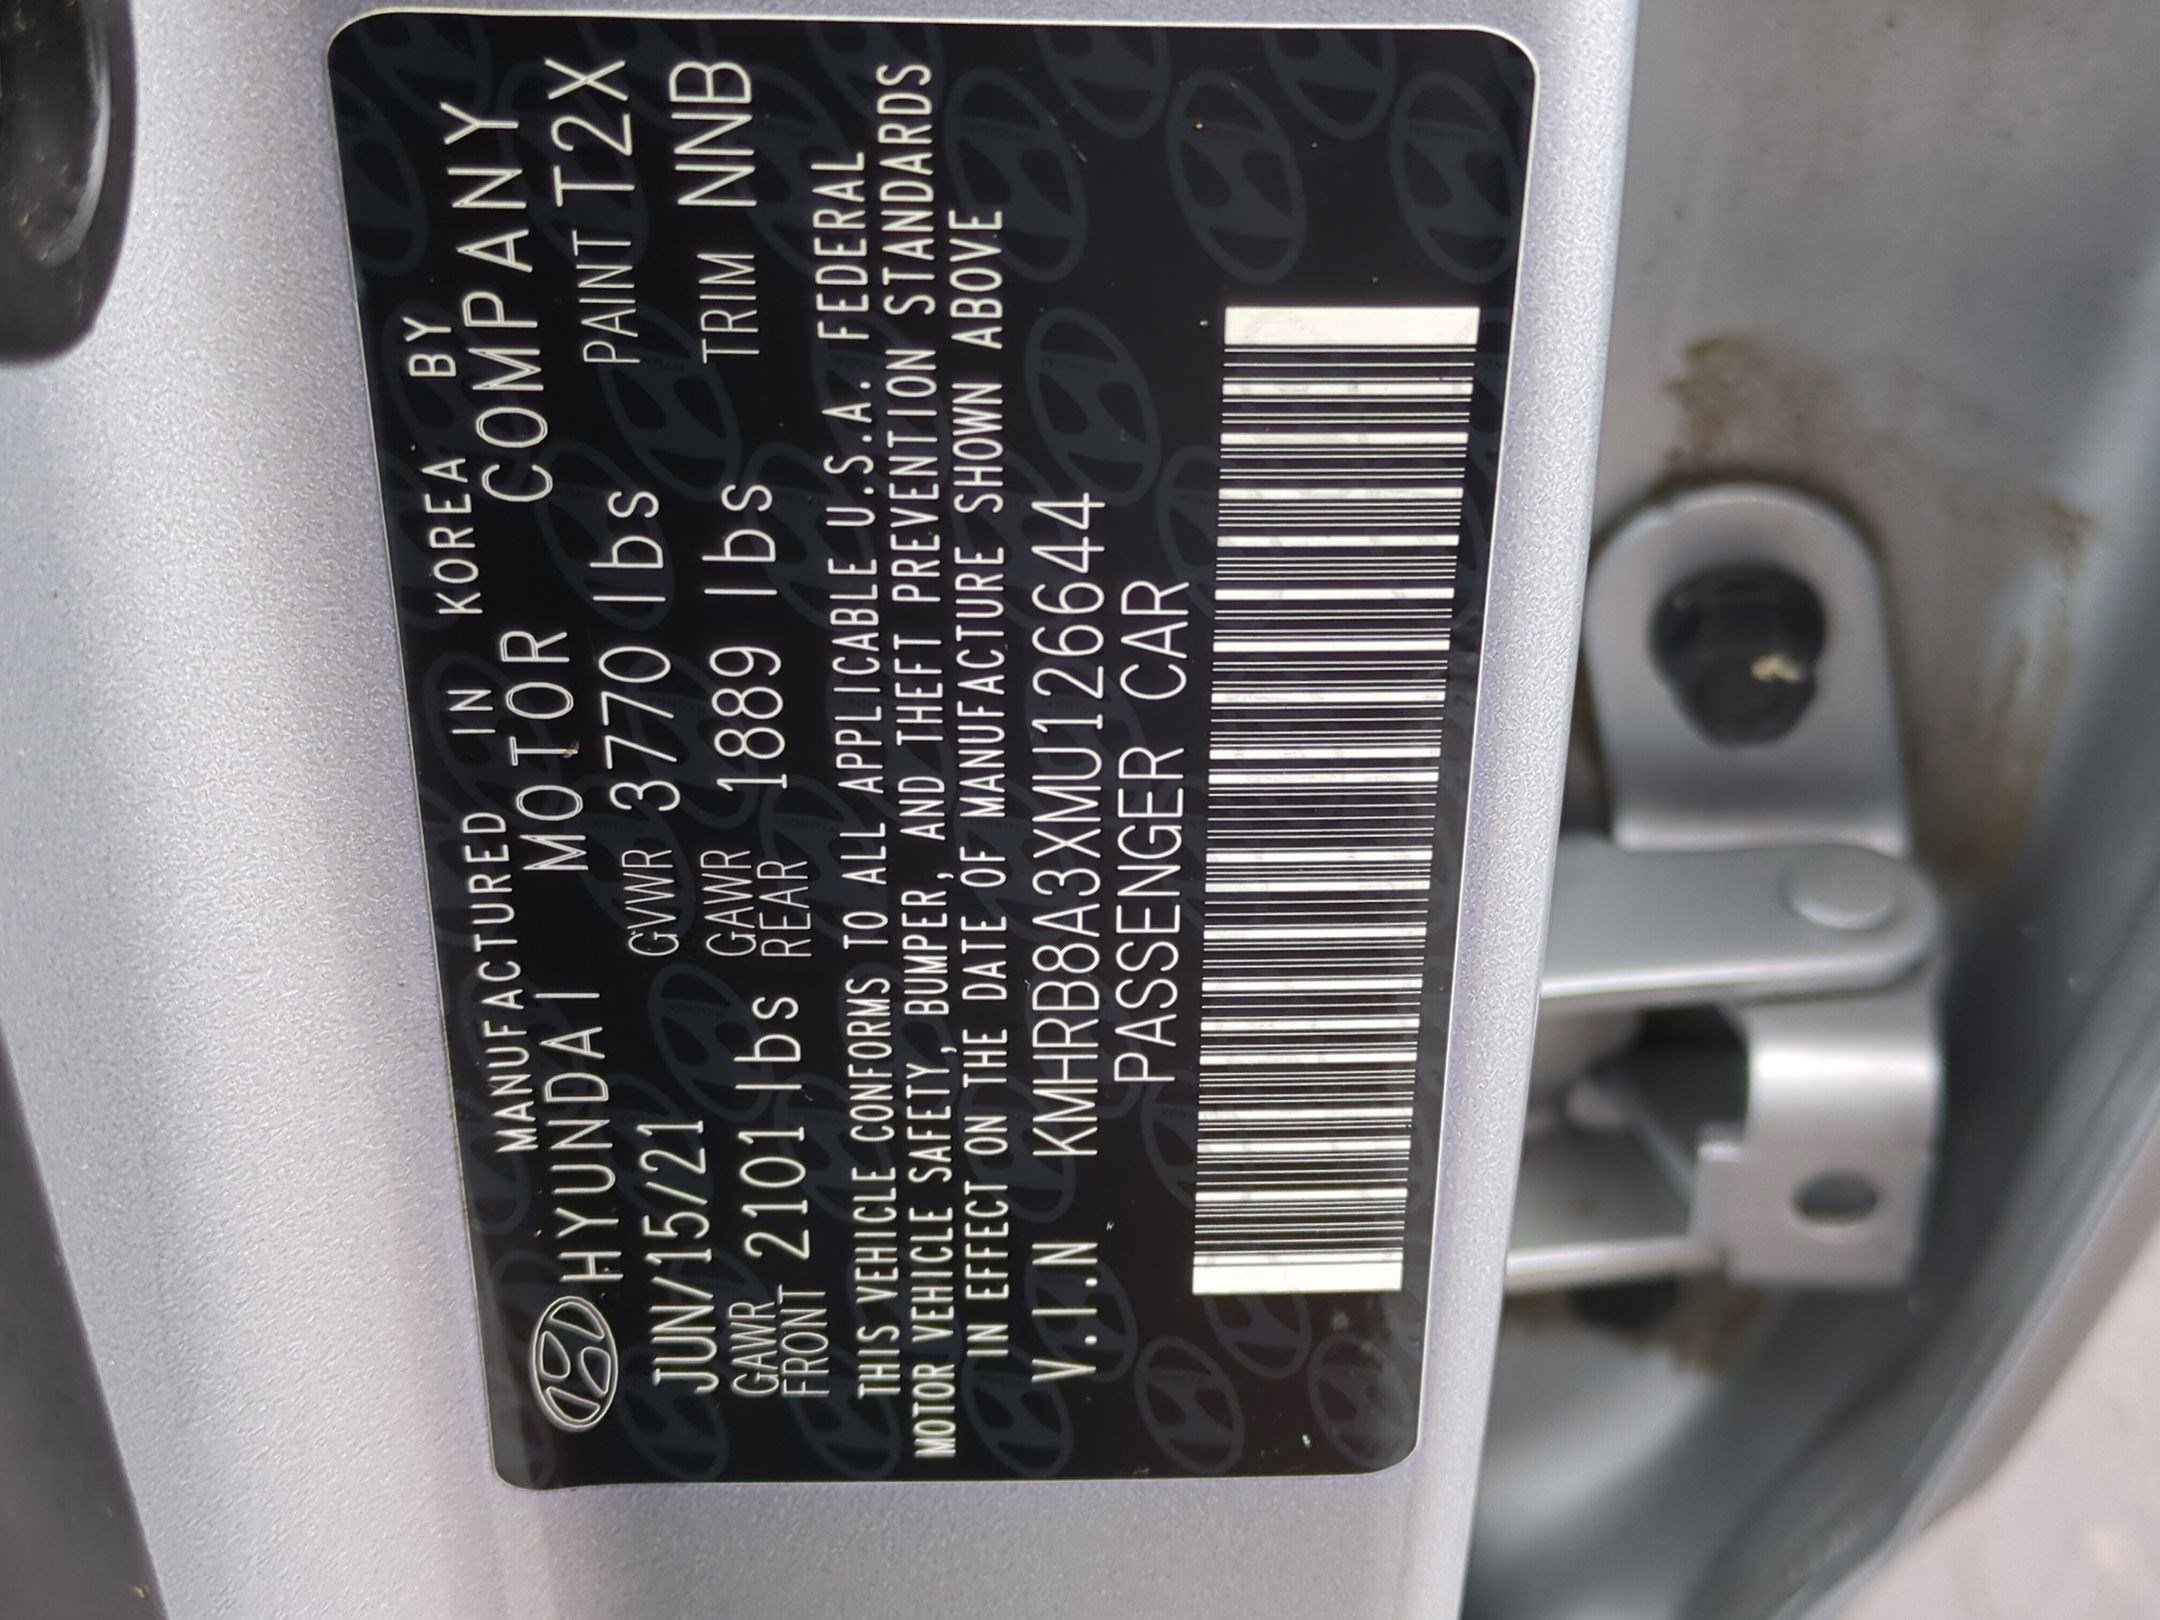 MANUFACTURED IN KOREA BY
HYUNDAI MOTOR COMPANY
JUN/15/21 GVWR 3770 lbs PAINT T2X
GAWR FRONT 2101 lbs GAWR REAR 1889 lbs TRIM NNB
THIS VEHICLE CONFORMS TO ALL APPLICABLE U.S.A. FEDERAL
MOTOR VEHICLE SAFETY, BUMPER, AND THEFT PREVENTION STANDARDS
IN EFFECT ON THE DATE OF MANUFACTURE SHOWN ABOVE
V.I.N KMHRB8A3XMU126644
PASSENGER CAR